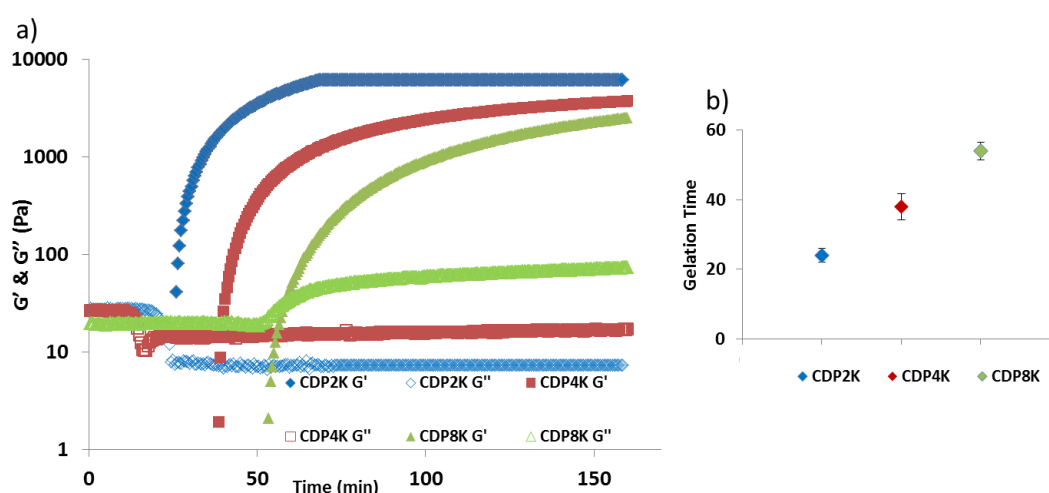 a)
G' & G'' (Pa)
10000
1000
100
10
1
CDP2K G' CDP2K G'' CDP4K G'
CDP4K G'' CDP8K G' CDP8K G''
0 50 100 150
Time (min)
b)
Gelation Time
60
40
20
0
CDP2K CDP4K CDP8K